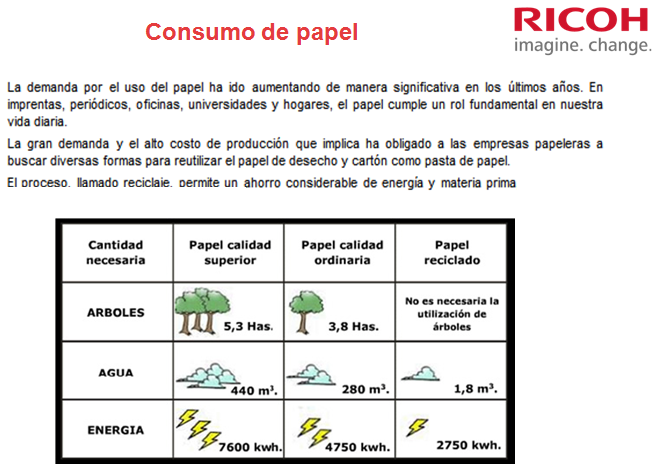 Consumo de papel
RICOH
imagine. change.
La demanda por el uso del papel ha ido aumentando de manera significativa en los últimos años. En
imprentas, periódicos, oficinas, universidades y hogares, el papel cumple un rol fundamental en nuestra
vida diaria.
La gran demanda y el alto costo de producción que implica ha obligado a las empresas papeleras a
buscar diversas formas para reutilizar el papel de desecho y cartón como pasta de papel.
El proceso, llamado reciclaje, permite un ahorro considerable de energía y materia prima
Cantidad necesaria Papel calidad superior Papel calidad ordinaria Papel reciclado
ARBOLES 5,3 Has. 3,8 Has. No es necesaria la utilización de árboles
AGUA 440 m³. 280 m³. 1,8 m³.
ENERGIA 7600 kwh. 4750 kwh. 2750 kwh.